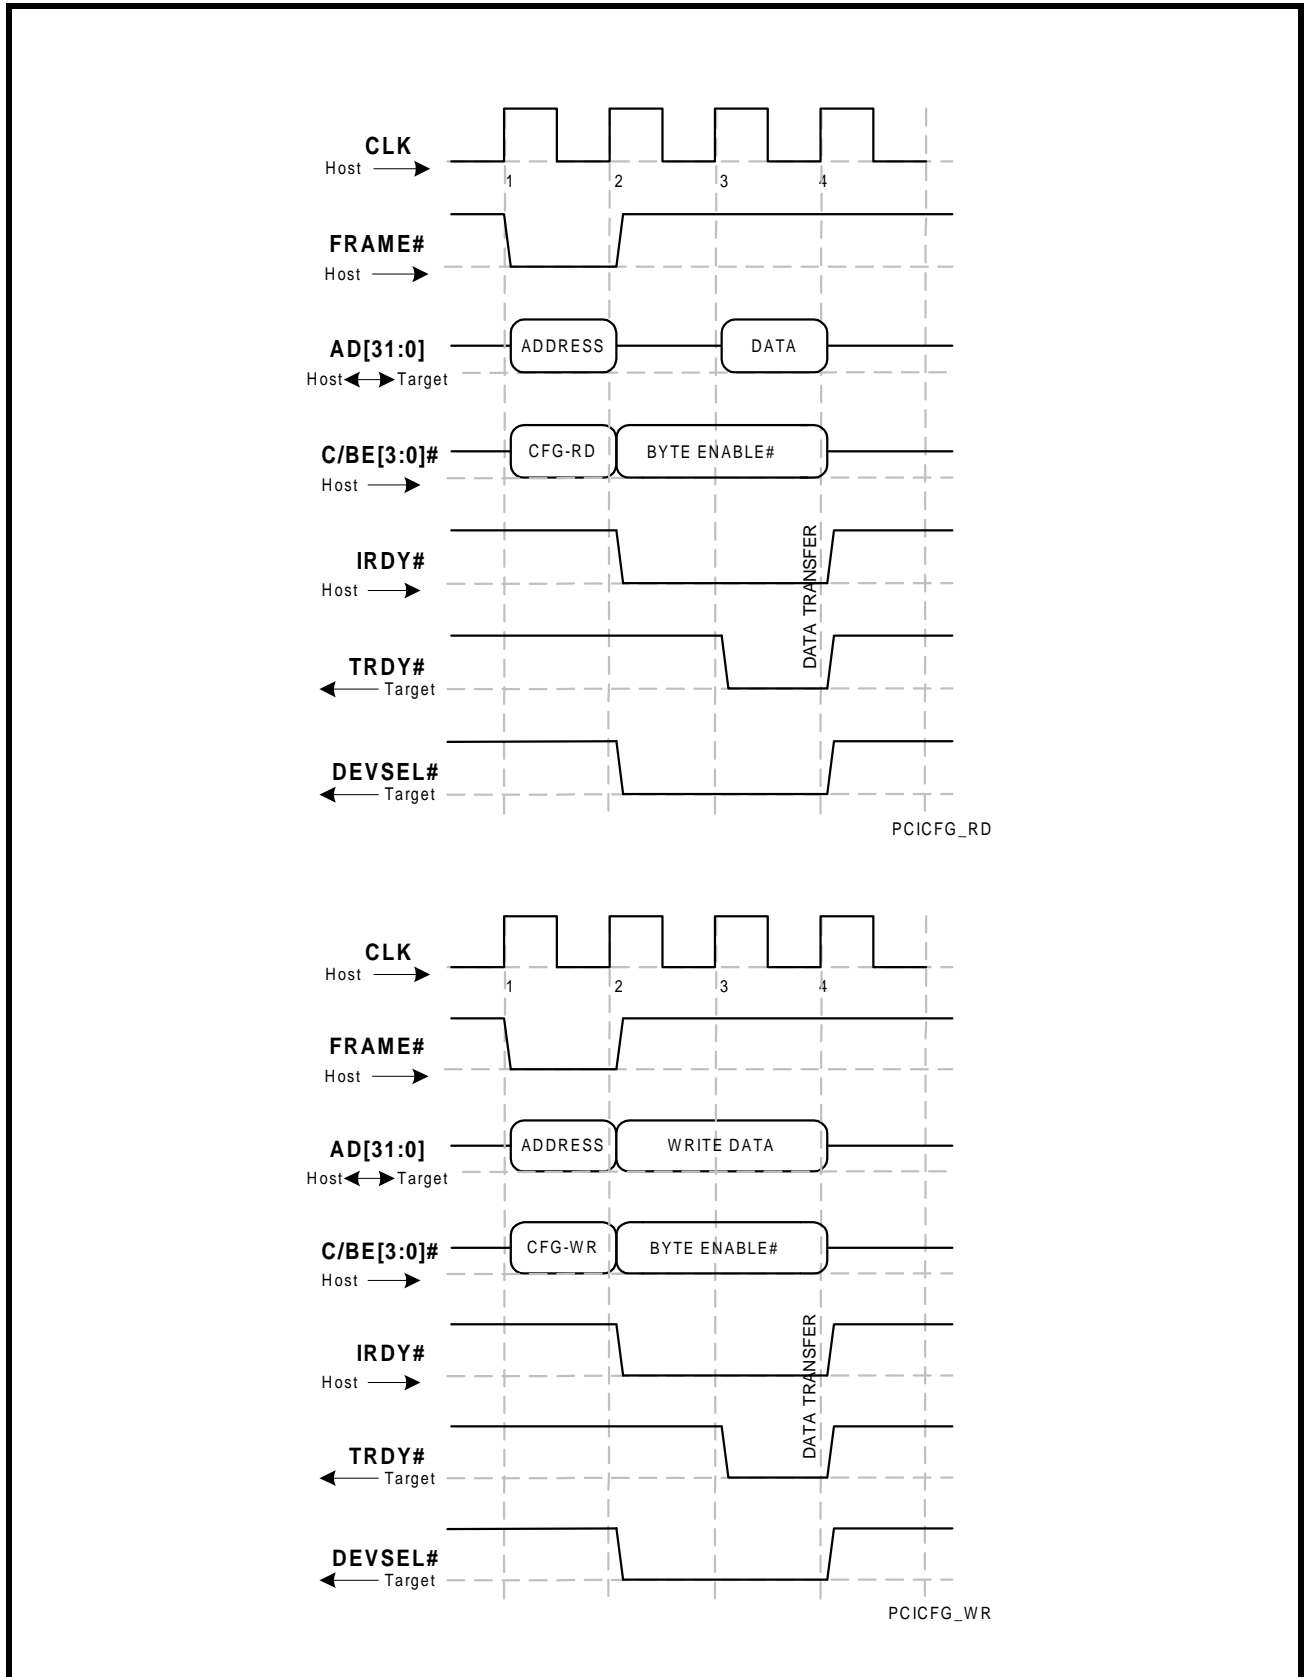 CLK
Host
1 2 3 4
FRAME#
Host
AD[31:0]
ADDRESS DATA
Host Target
C/BE[3:0]#
CFG-RD BYTE ENABLE#
Host
IRDY#
Host
DATA TRANSFER
TRDY#
Target
DEVSEL#
Target
PCICFG_RD
CLK
Host
1 2 3 4
FRAME#
Host
AD[31:0]
ADDRESS WRITE DATA
Host Target
C/BE[3:0]#
CFG-WR BYTE ENABLE#
Host
IRDY#
Host
DATA TRANSFER
TRDY#
Target
DEVSEL#
Target
PCICFG_WR